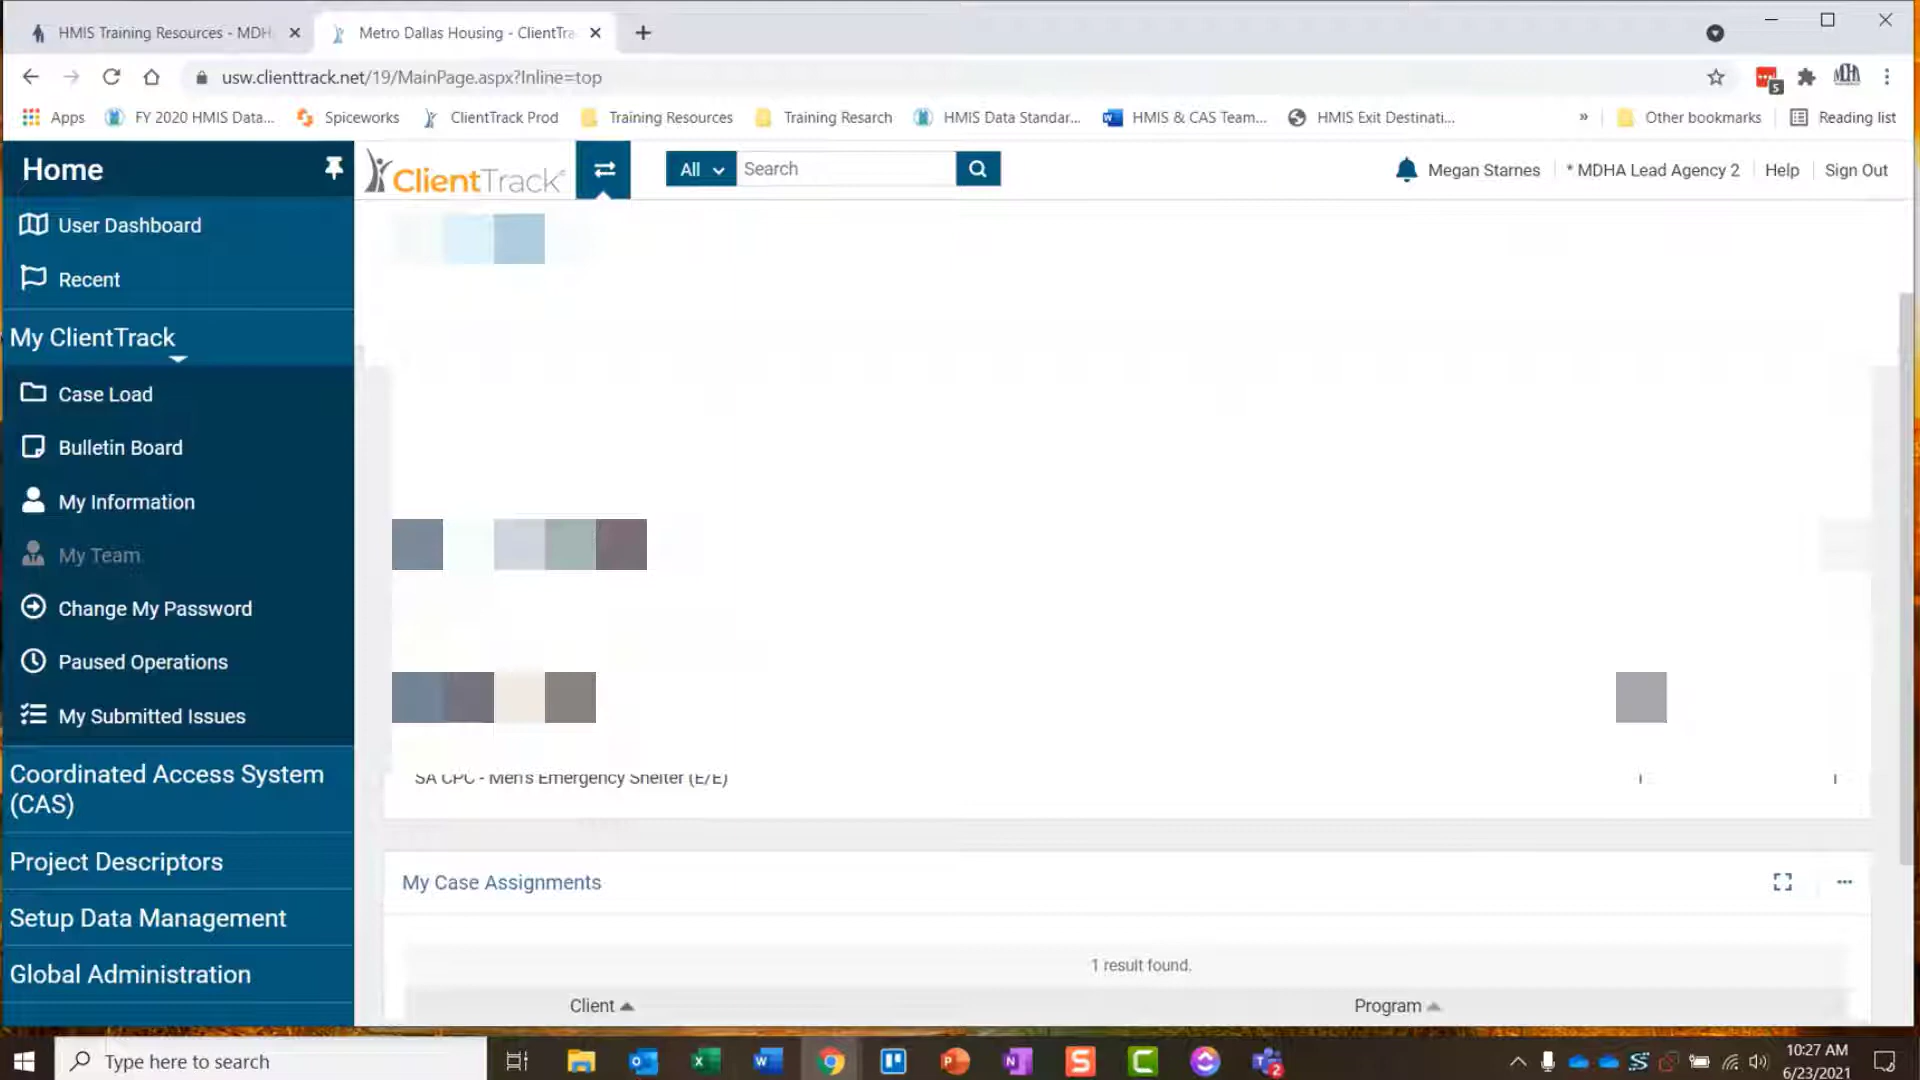 HMIS Training Resources - MDH
Metro Dallas Housing - ClientTra
usw.clienttrack.net/19/MainPage.aspx?Inline=top
5
MDHA
Apps
FY 2020 HMIS Data...
Spiceworks
ClientTrack Prod
Training Resources
Training Resarch
HMIS Data Standar...
HMIS & CAS Team...
HMIS Exit Destinati...
»
Other bookmarks
Reading list
Home
ClientTrack
All
Search
Megan Starnes
* MDHA Lead Agency 2
Help
Sign Out
User Dashboard
Recent
My ClientTrack
Case Load
Bulletin Board
My Information
My Team
Change My Password
Paused Operations
My Submitted Issues
Coordinated Access System
(CAS)
Project Descriptors
Setup Data Management
Global Administration
SA CPC - Men's Emergency Shelter (E/E)
My Case Assignments
1 result found.
Client
Program
Type here to search
2
10:27 AM
6/23/2021